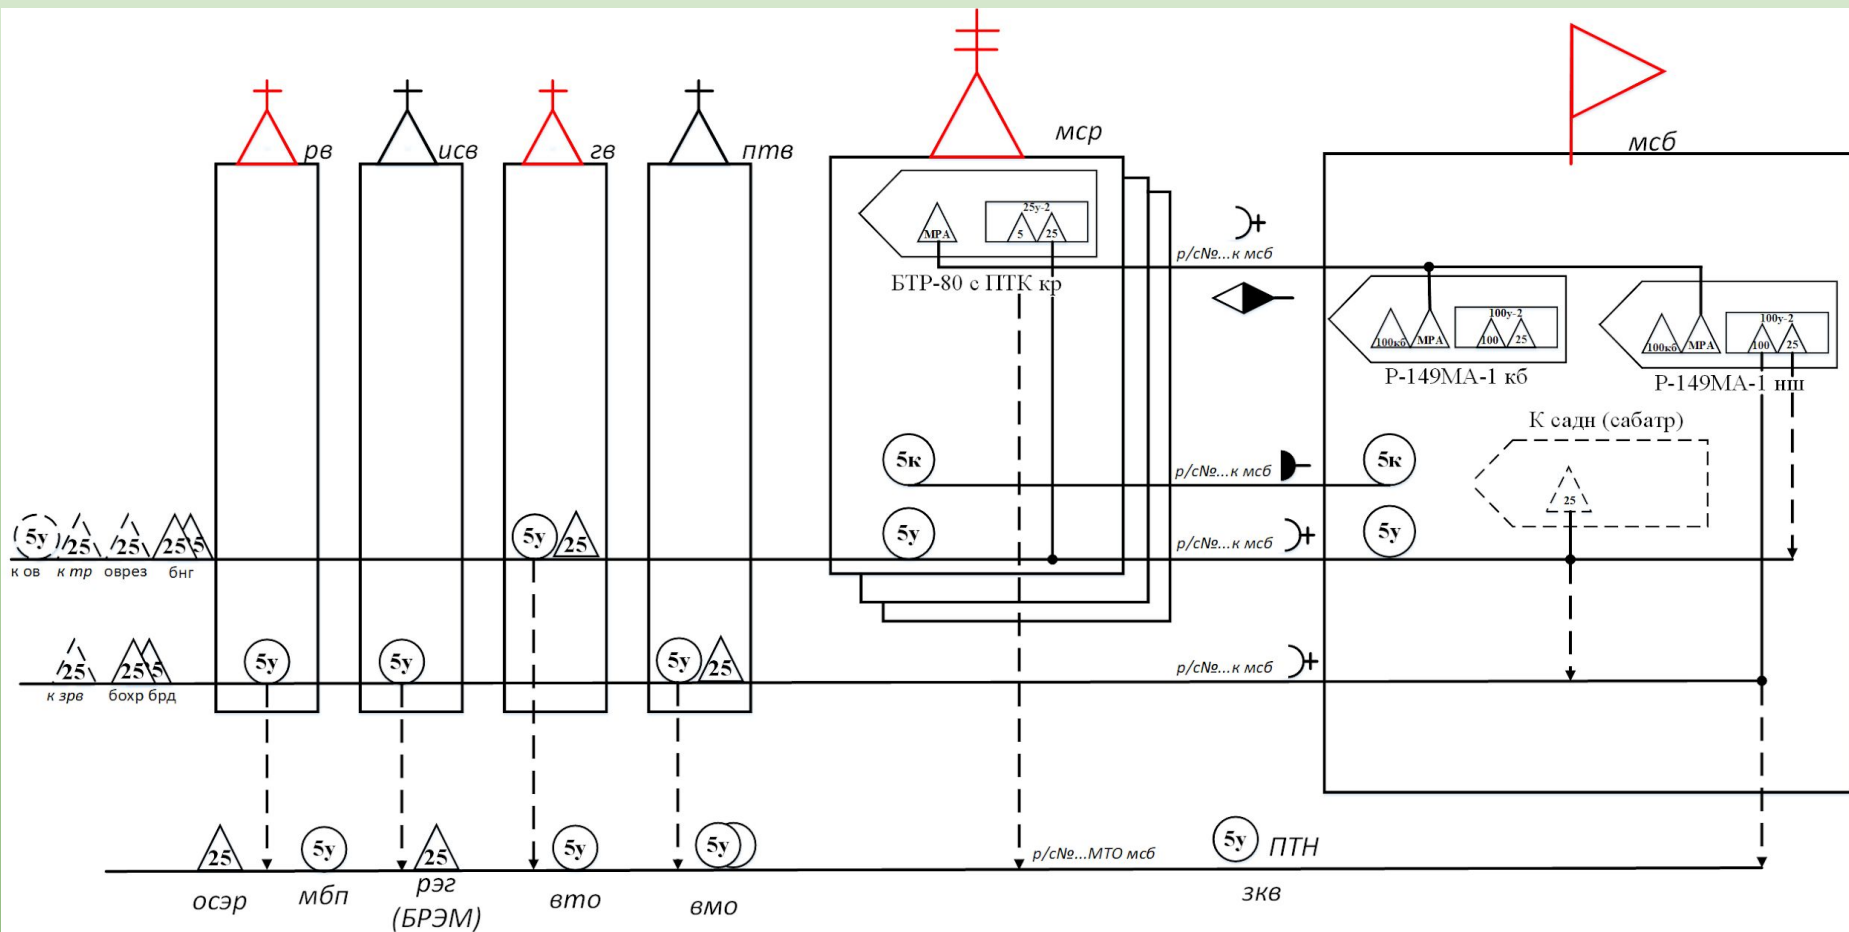 рв
исв
гв
птв
мср
мсб
МРА
25у-2
5
25
БТР-80 с ПТК кр
р/с№...к мсб
100кб
МРА
100у-2
100
25
Р-149МА-1 кб
100кб
МРА
100у-2
100
25
Р-149МА-1 нш
К садн (сабатр)
25
5к
р/с№...к мсб
5к
5у
25
25
25
5
5у
25
5у
р/с№...к мсб
5у
к ов
к тр
оврез
бнг
25
25
5
5у
5у
5у
25
р/с№...к мсб
к зрв
бохр брд
25
5у
25
5у
5у
р/с№...МТО мсб
5у
ПТН
осэр
мбп
рэг
(БРЭМ)
вто
вмо
зкв